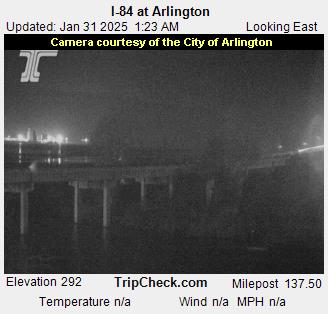 I-84 at Arlington
Updated: Jan 31 2025 1:23 AM Looking East
Camera courtesy of the City of Arlington
Elevation 292 TripCheck.com Milepost 137.50
Temperature n/a Wind n/a MPH n/a